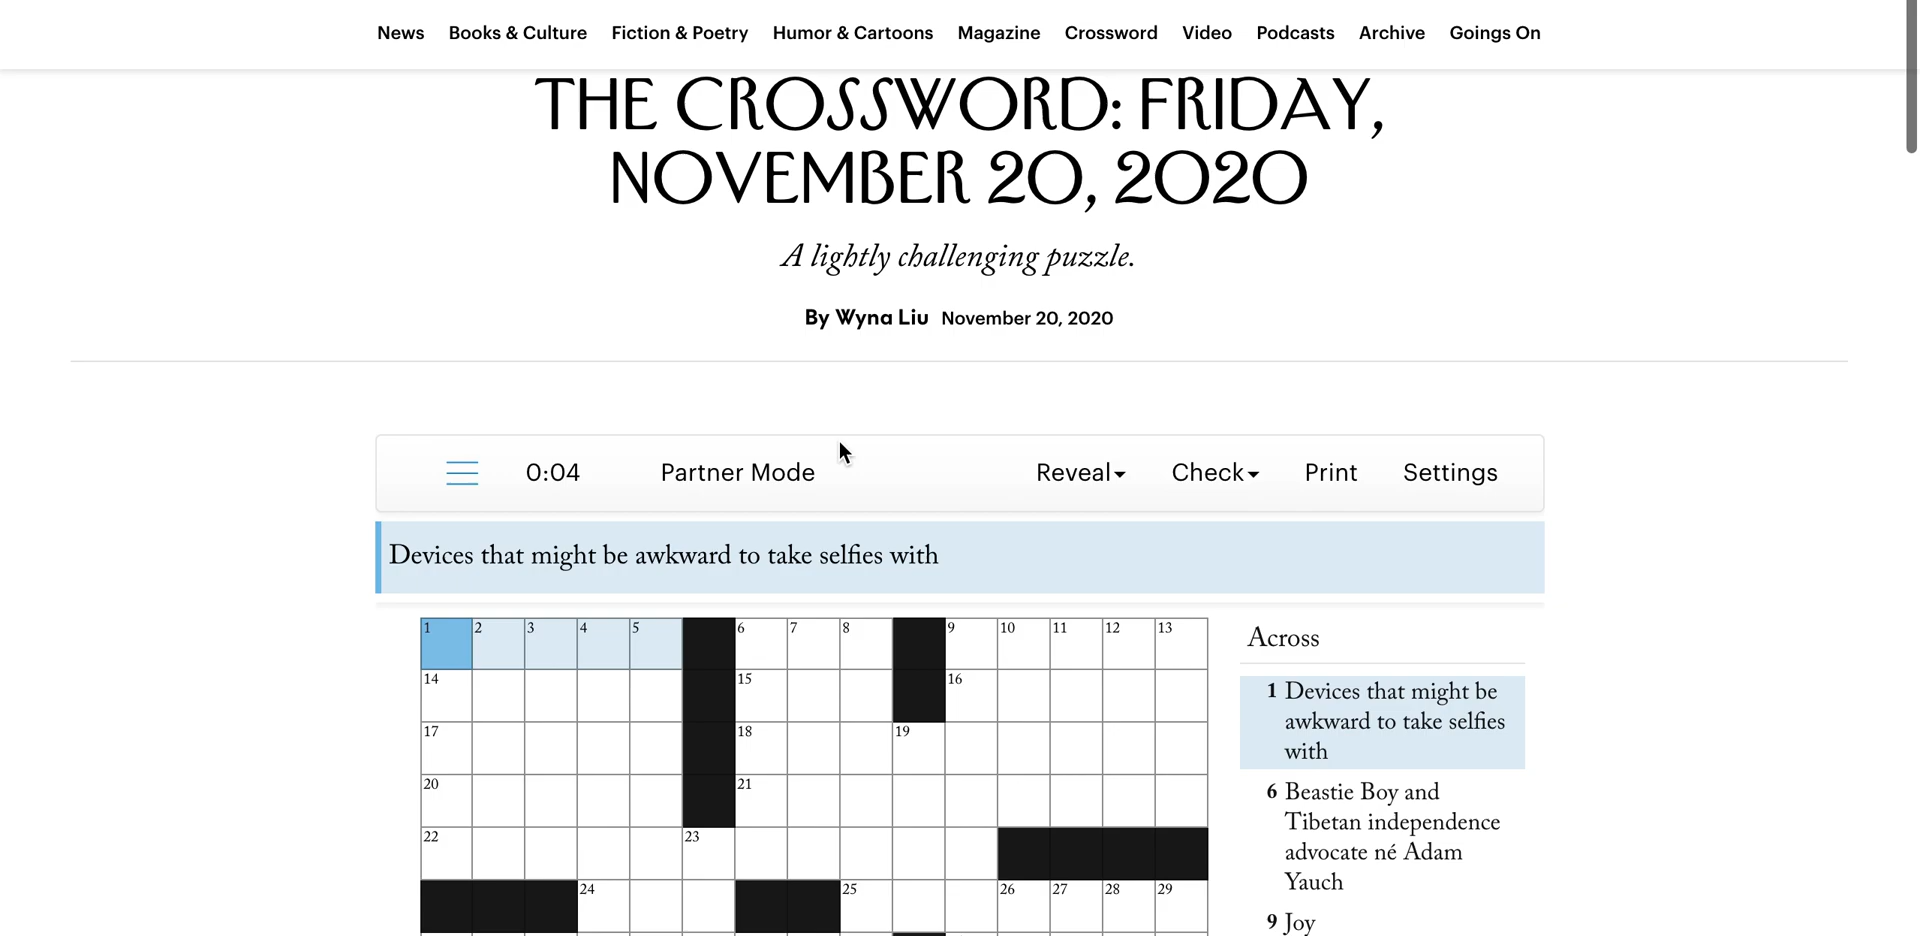 News Books & Culture Fiction & Poetry Humor & Cartoons Magazine Crossword Video Podcasts Archive Goings On
THE CROSSWORD: FRIDAY,
NOVEMBER 20, 2020
A lightly challenging puzzle.
By Wyna Liu November 20, 2020
0:04 Partner Mode Reveal Check Print Settings
Devices that might be awkward to take selfies with
1 2 3 4 5 6 7 8 9 10 11 12 13
14 15 16
17 18 19
20 21
22 23
24 25 26 27 28 29
Across
1 Devices that might be
awkward to take selfies
with
6 Beastie Boy and
Tibetan independence
advocate né Adam
Yauch
9 Joy